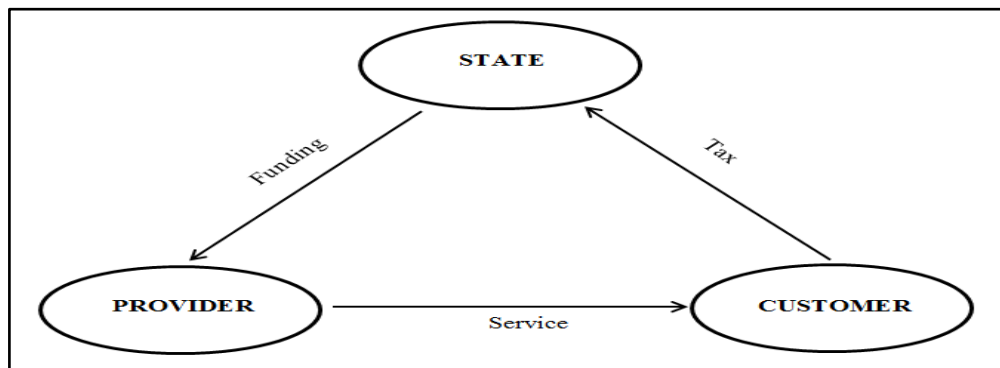 STATE
Funding
Tax
PROVIDER
Service
CUSTOMER